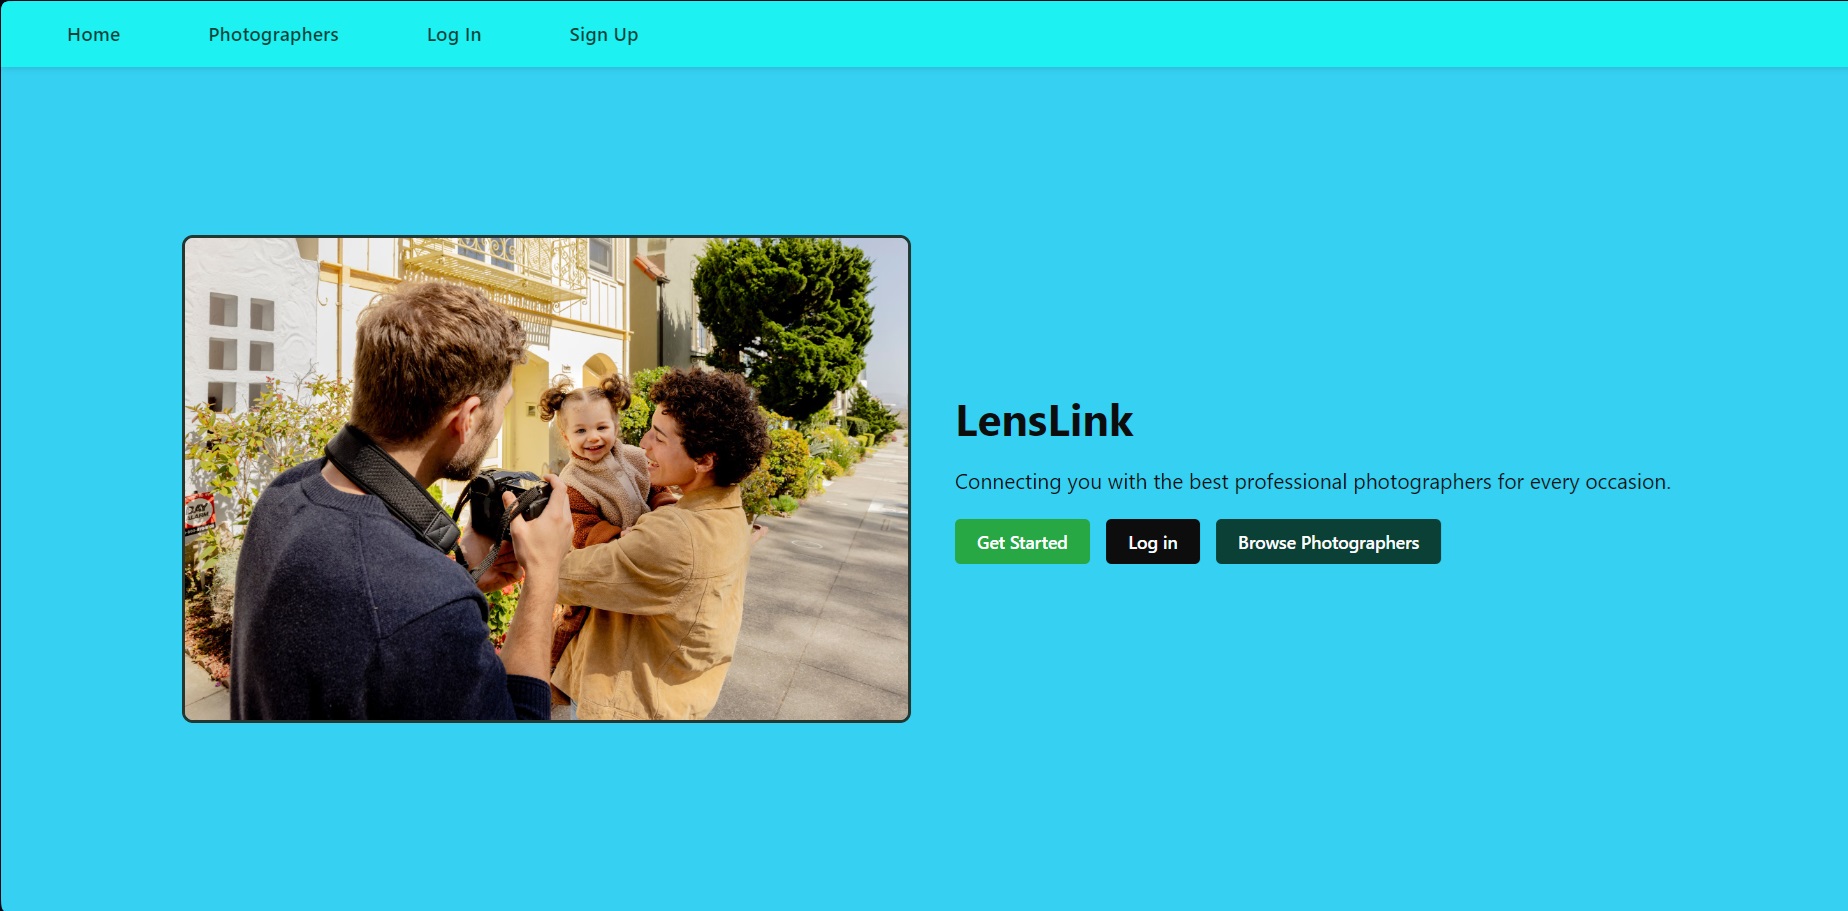 Home
Photographers
Log In
Sign Up
LensLink
Connecting you with the best professional photographers for every occasion.
Get Started
Log in
Browse Photographers